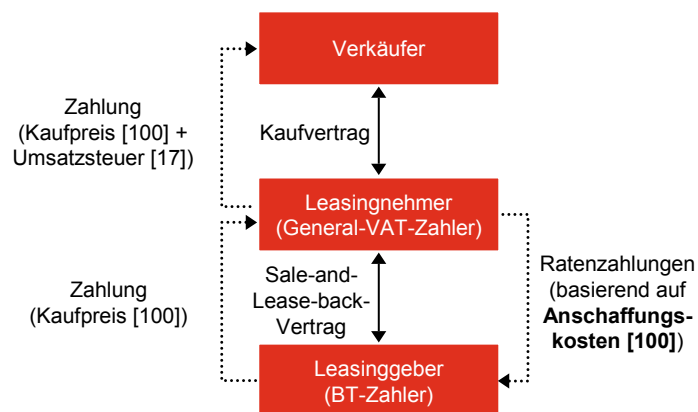 Verkäufer
Zahlung
(Kaufpreis [100] +
Umsatzsteuer [17])
Kaufvertrag
Leasingnehmer
(General-VAT-Zahler)
Zahlung
(Kaufpreis [100])
Sale-and-
Lease-back-
Vertrag
Ratenzahlungen
(basierend auf
Anschaffungs-
kosten [100])
Leasinggeber
(BT-Zahler)